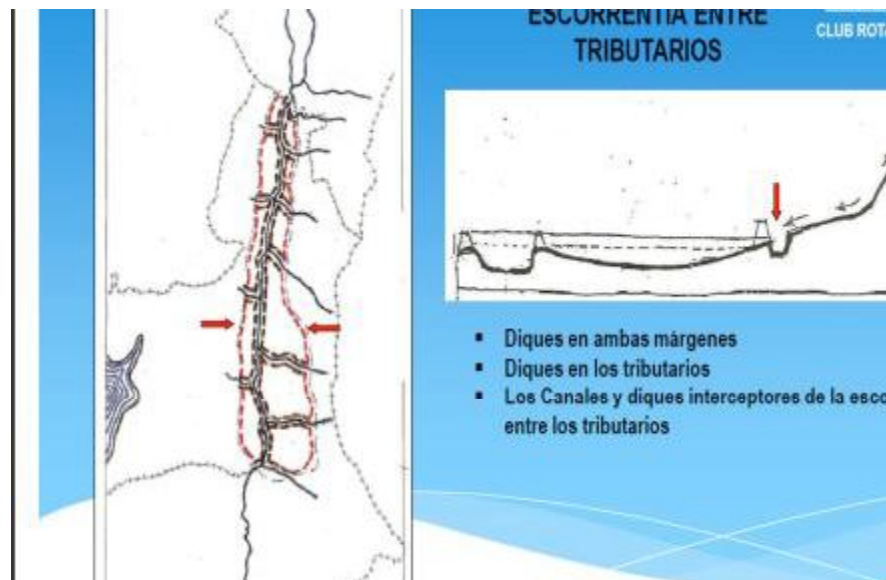 ESCORRENTIA ENTRE
TRIBUTARIOS
CLUB ROTA
▪ Diques en ambas márgenes
▪ Diques en los tributarios
▪ Los Canales y diques interceptores de la esco
entre los tributarios